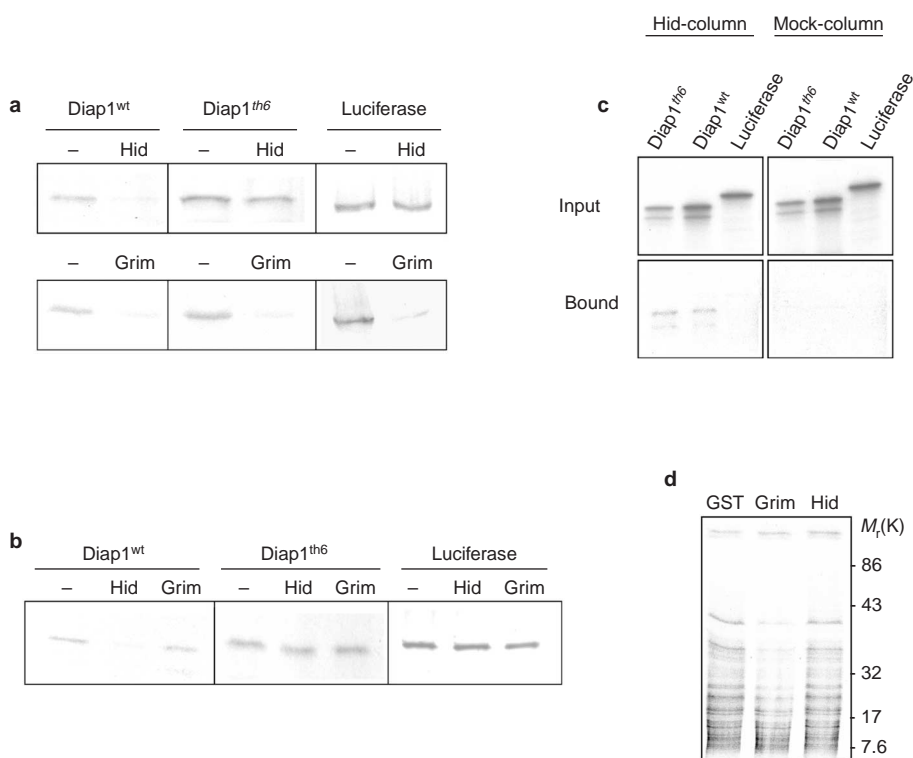 a
Diap1wt Diap1th6 Luciferase
– Hid – Hid – Hid
– Grim – Grim – Grim
b
Diap1wt Diap1th6 Luciferase
– Hid Grim – Hid Grim – Hid Grim
Hid-column Mock-column
c
Diap1th6 Diap1wt Luciferase Diap1th6 Diap1wt Luciferase
Input
Bound
d
GST Grim Hid
Mr(K)
86
43
32
17
7.6